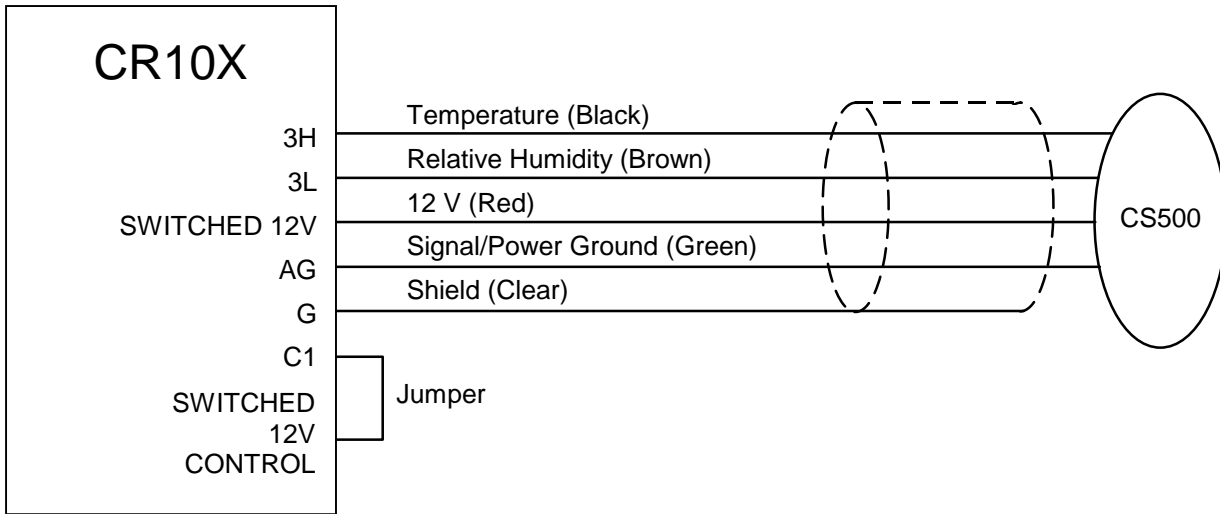 CR10X
3H
Temperature (Black)
3L
Relative Humidity (Brown)
SWITCHED 12V
12 V (Red)
AG
Signal/Power Ground (Green)
G
Shield (Clear)
CS500
C1
SWITCHED
12V
CONTROL
Jumper